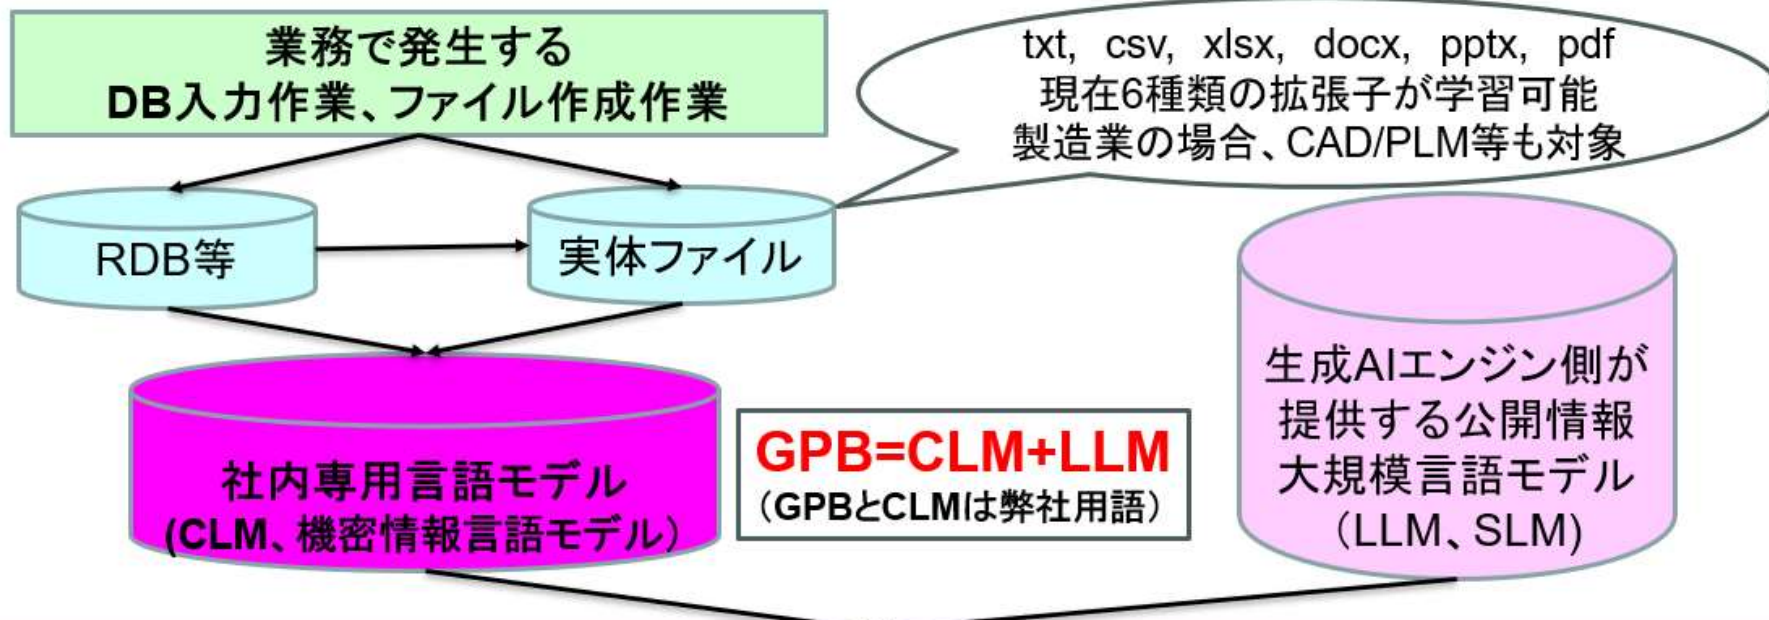 業務で発生する
DB入力作業、ファイル作成作業
txt, csv, xlsx, docx, pptx, pdf
現在6種類の拡張子が学習可能
製造業の場合、CAD/PLM等も対象
RDB等
実体ファイル
社内専用言語モデル
(CLM、機密情報言語モデル）
GPB=CLM+LLM
（GPBとCLMは弊社用語）
生成AIエンジン側が
提供する公開情報
大規模言語モデル
（LLM、SLM)